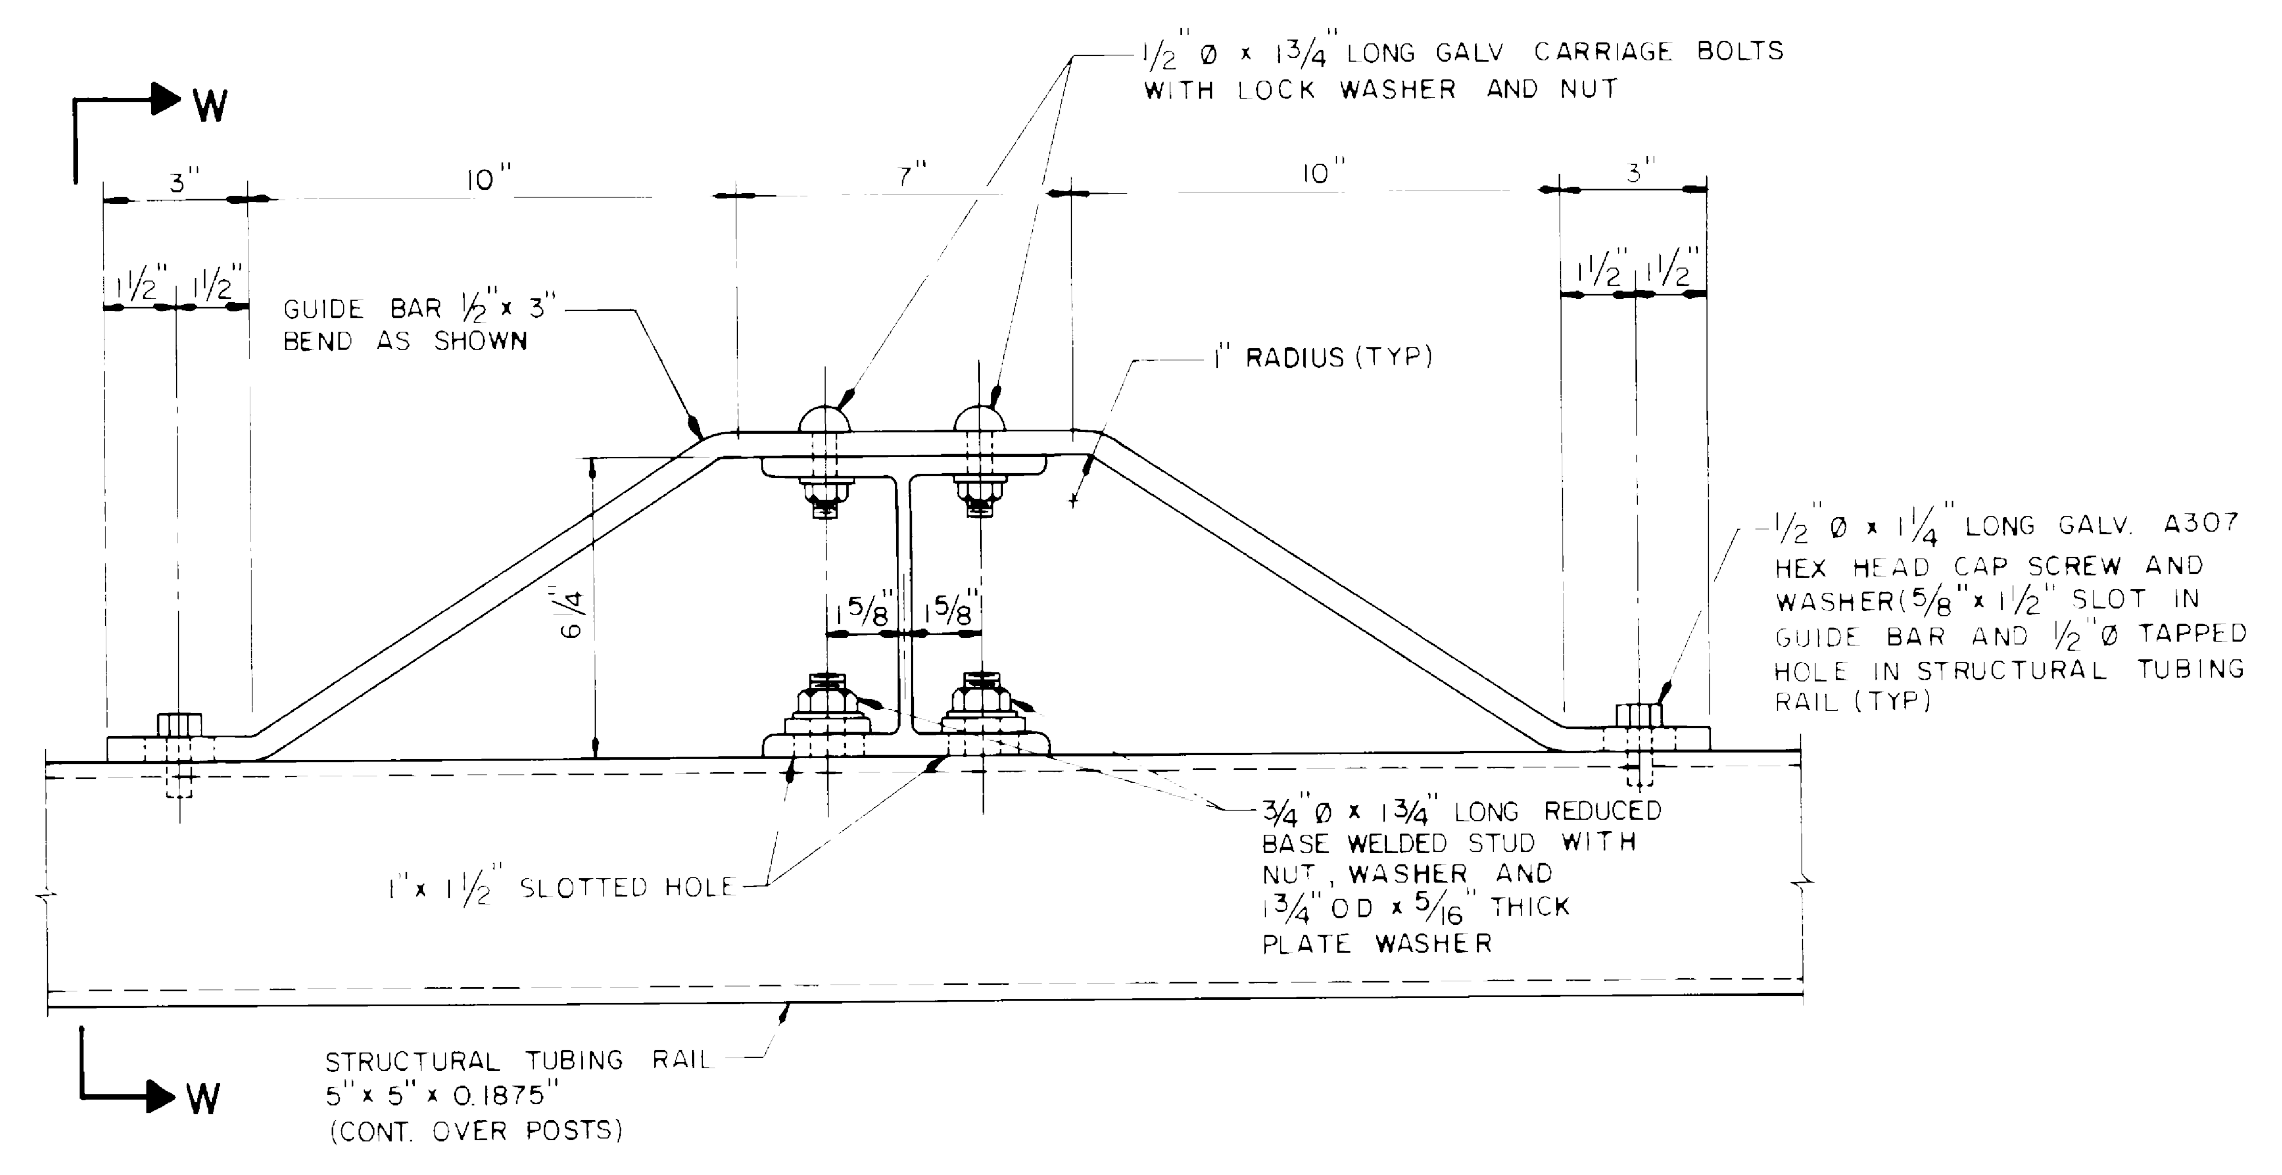 1/2" Ø x 1 3/4" LONG GALV CARRIAGE BOLTS
WITH LOCK WASHER AND NUT
W
3"
10"
7"
10"
3"
1 1/2"
1 1/2"
1 1/2"
1 1/2"
GUIDE BAR 1/2" x 3"
BEND AS SHOWN
1" RADIUS (TYP)
1/2" Ø x 1 1/4" LONG GALV. A307
HEX HEAD CAP SCREW AND
WASHER (5/8" x 1 1/2" SLOT IN
GUIDE BAR AND 1/2" Ø TAPPED
HOLE IN STRUCTURAL TUBING
RAIL (TYP)
6 1/4"
1 5/8"
1 5/8"
3/4" Ø x 1 3/4" LONG REDUCED
BASE WELDED STUD WITH
NUT, WASHER AND
1 3/4" OD x 5/16" THICK
PLATE WASHER
1" x 1 1/2" SLOTTED HOLE
STRUCTURAL TUBING RAIL
5" x 5" x 0.1875"
(CONT. OVER POSTS)
W